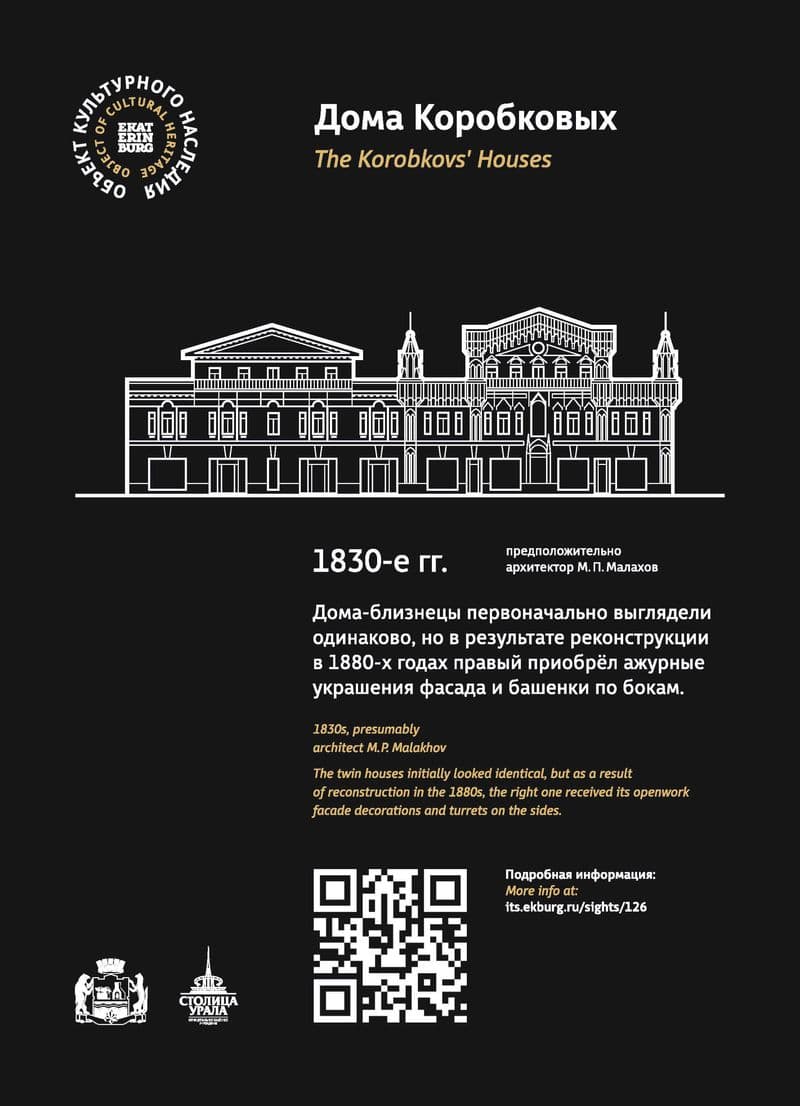 ОБЪЕКТ КУЛЬТУРНОГО НАСЛЕДИЯ
OBJECT OF CULTURAL HERITAGE
EKAT
ERIN
BURG
Дома Коробковых
The Korobkovs' Houses
1830-е гг.
предположительно
архитектор М. П. Малахов
Дома-близнецы первоначально выглядели
одинаково, но в результате реконструкции
в 1880-х годах правый приобрёл ажурные
украшения фасада и башенки по бокам.
1830s, presumably
architect M.P. Malakhov
The twin houses initially looked identical, but as a result
of reconstruction in the 1880s, the right one received its openwork
facade decorations and turrets on the sides.
Подробная информация:
More info at:
its.ekburg.ru/sights/126
СТОЛИЦА
УРАЛА